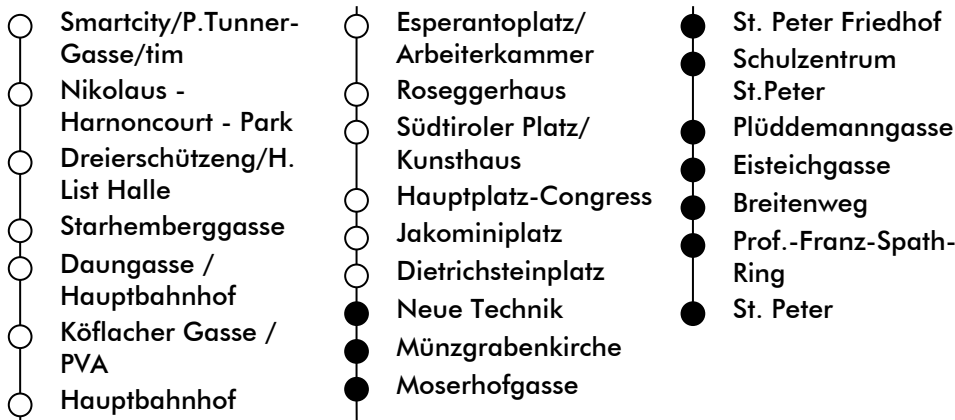 Smartcity/P.Tunner-
Gasse/tim
Nikolaus -
Harnoncourt - Park
Dreierschützeng/H.
List Halle
Starhemberggasse
Daungasse /
Hauptbahnhof
Köflacher Gasse /
PVA
Hauptbahnhof
Esperantoplatz/
Arbeiterkammer
Roseggerhaus
Südtiroler Platz/
Kunsthaus
Hauptplatz-Congress
Jakominiplatz
Dietrichsteinplatz
Neue Technik
Münzgrabenkirche
Moserhofgasse
St. Peter Friedhof
Schulzentrum
St.Peter
Plüddemanngasse
Eisteichgasse
Breitenweg
Prof.-Franz-Spath-
Ring
St. Peter